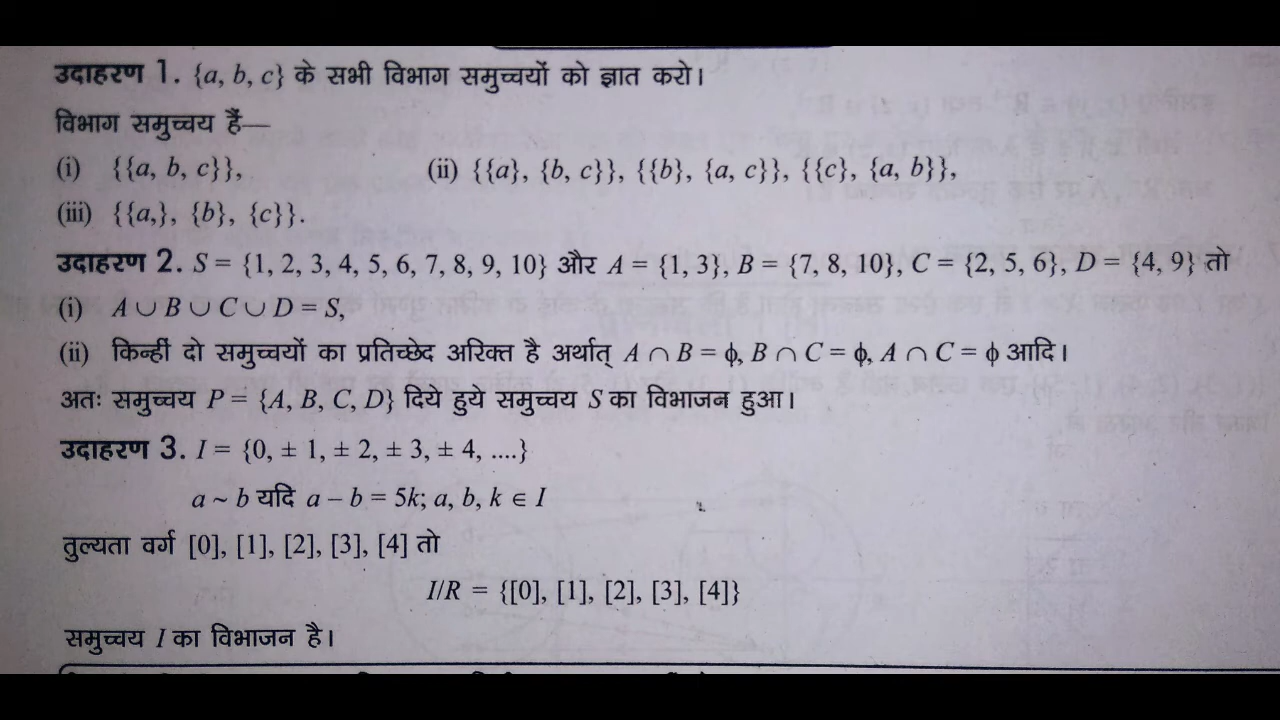 उदाहरण 1. {a, b, c} के सभी विभाग समुच्चयों को ज्ञात करो।
विभाग समुच्चय हैं—
(i) {{a, b, c}}, (ii) {{a}, {b, c}}, {{b}, {a, c}}, {{c}, {a, b}},
(iii) {{a,}, {b}, {c}}.
उदाहरण 2. S = {1, 2, 3, 4, 5, 6, 7, 8, 9, 10} और A = {1, 3}, B = {7, 8, 10}, C = {2, 5, 6}, D = {4, 9} तो
(i) A ∪ B ∪ C ∪ D = S,
(ii) किन्हीं दो समुच्चयों का प्रतिच्छेद अरिक्त है अर्थात् A ∩ B = ϕ, B ∩ C = ϕ, A ∩ C = ϕ आदि।
अतः समुच्चय P = {A, B, C, D} दिये हुये समुच्चय S का विभाजन हुआ।
उदाहरण 3. I = {0, ± 1, ± 2, ± 3, ± 4, ....}
a ~ b यदि a – b = 5k; a, b, k ∈ I
तुल्यता वर्ग [0], [1], [2], [3], [4] तो
I/R = {[0], [1], [2], [3], [4]}
समुच्चय I का विभाजन है।